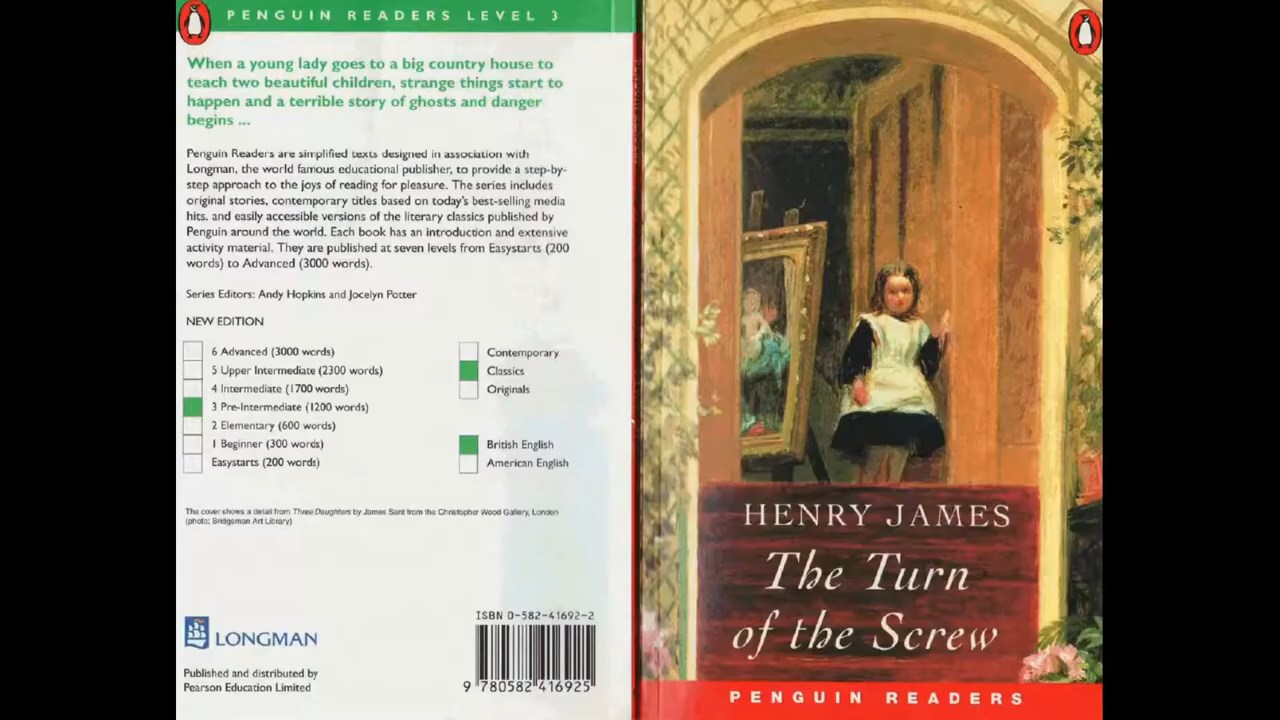 PENGUIN READERS LEVEL 3
When a young lady goes to a big country house to
teach two beautiful children, strange things start to
happen and a terrible story of ghosts and danger
begins ...
Penguin Readers are simplified texts designed in association with
Longman, the world famous educational publisher, to provide a step-by-
step approach to the joys of reading for pleasure. The series includes
original stories, contemporary titles based on today's best-selling media
hits, and easily accessible versions of the literary classics published by
Penguin around the world. Each book has an introduction and extensive
activity material. They are published at seven levels from Easystarts (200
words) to Advanced (3000 words).
Series Editors: Andy Hopkins and Jocelyn Potter
NEW EDITION
6 Advanced (3000 words)
5 Upper Intermediate (2300 words)
4 Intermediate (1700 words)
3 Pre-Intermediate (1200 words)
2 Elementary (600 words)
1 Beginner (300 words)
Easystarts (200 words)
Contemporary
Classics
Originals
British English
American English
The cover shows a detail from Three Daughters by James Sant from the Christopher Wood Gallery, London
(photo: Bridgeman Art Library)
LONGMAN
Published and distributed by
Pearson Education Limited
ISBN 0-582-41692-2
9 780582 416925
HENRY JAMES
The Turn
of the Screw
PENGUIN READERS